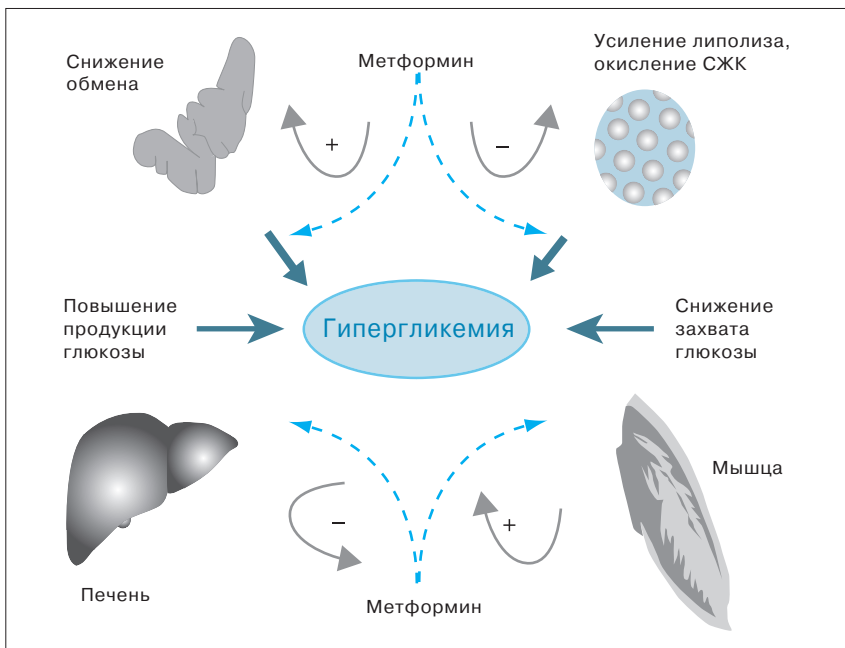 Снижение
обмена
Метформин
Усиление липолиза,
окисление СЖК
+
–
Повышение
продукции
глюкозы
Гипергликемия
Снижение
захвата
глюкозы
Мышца
–
+
Печень
Метформин